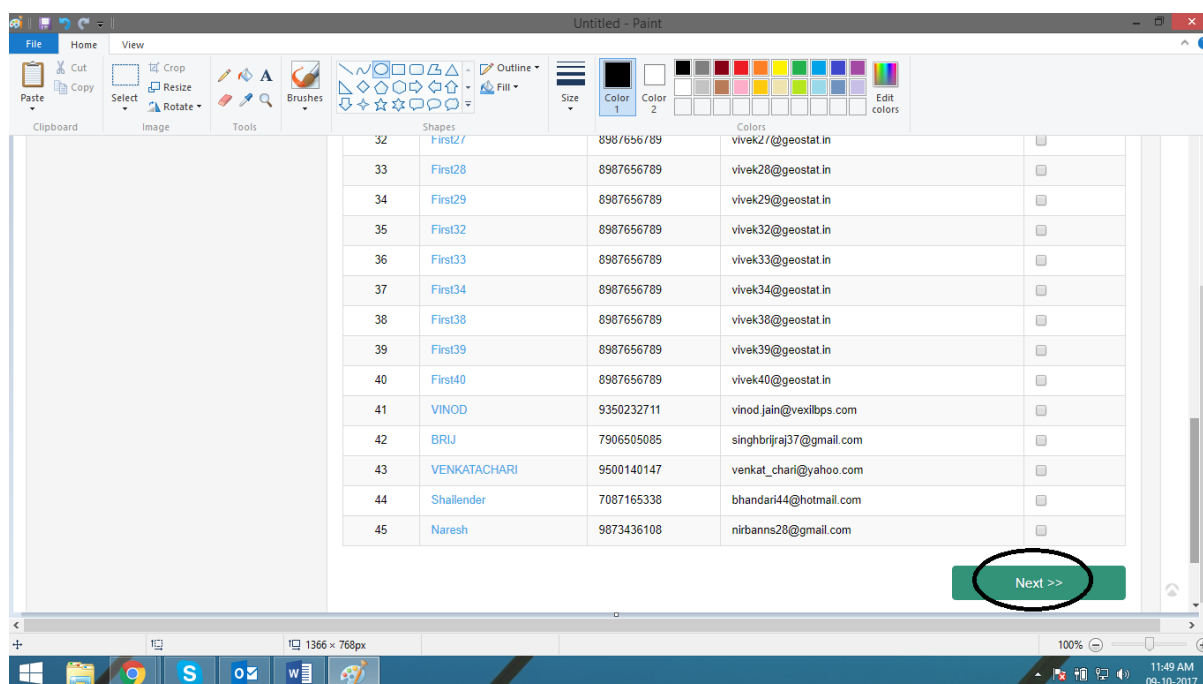 Untitled - Paint
File Home View
Paste
Cut
Copy
Clipboard
Select
Crop
Resize
Rotate
Image
A
Tools
Brushes
Outline
Fill
Shapes
Size
Color 1
Color 2
Edit colors
Colors
32 First27 8987656789 vivek27@geostat.in
33 First28 8987656789 vivek28@geostat.in
34 First29 8987656789 vivek29@geostat.in
35 First32 8987656789 vivek32@geostat.in
36 First33 8987656789 vivek33@geostat.in
37 First34 8987656789 vivek34@geostat.in
38 First38 8987656789 vivek38@geostat.in
39 First39 8987656789 vivek39@geostat.in
40 First40 8987656789 vivek40@geostat.in
41 VINOD 9350232711 vinod.jain@vexilbps.com
42 BRIJ 7906505085 singhbrijraj37@gmail.com
43 VENKATACHARI 9500140147 venkat_chari@yahoo.com
44 Shailender 7087165338 bhandari44@hotmail.com
45 Naresh 9873436108 nirbanns28@gmail.com
Next >>
1366 × 768px 100%
11:49 AM
09-10-2017